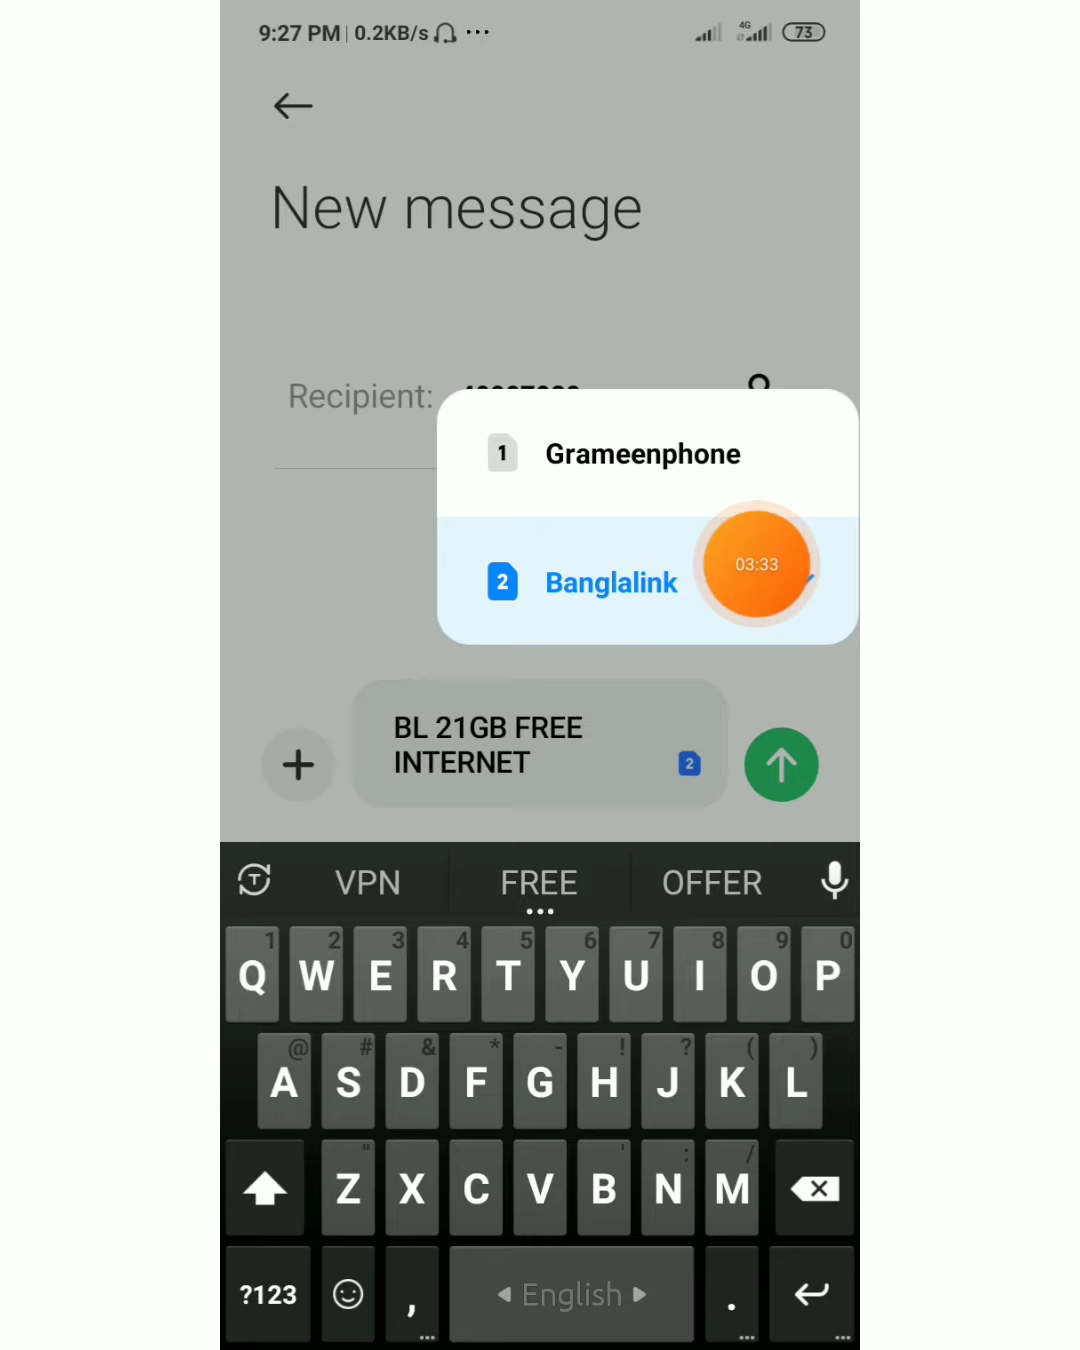 9:27 PM | 0.2KB/s ... 4G 73
New message
Recipient:
1 Grameenphone
03:33
2 Banglalink
BL 21GB FREE
INTERNET
2
VPN FREE OFFER
1 2 3 4 5 6 7 8 9 0
Q W E R T Y U I O P
@ # & * - ! ? ( )
A S D F G H J K L
" ' : /
Z X C V B N M
?123 , English .